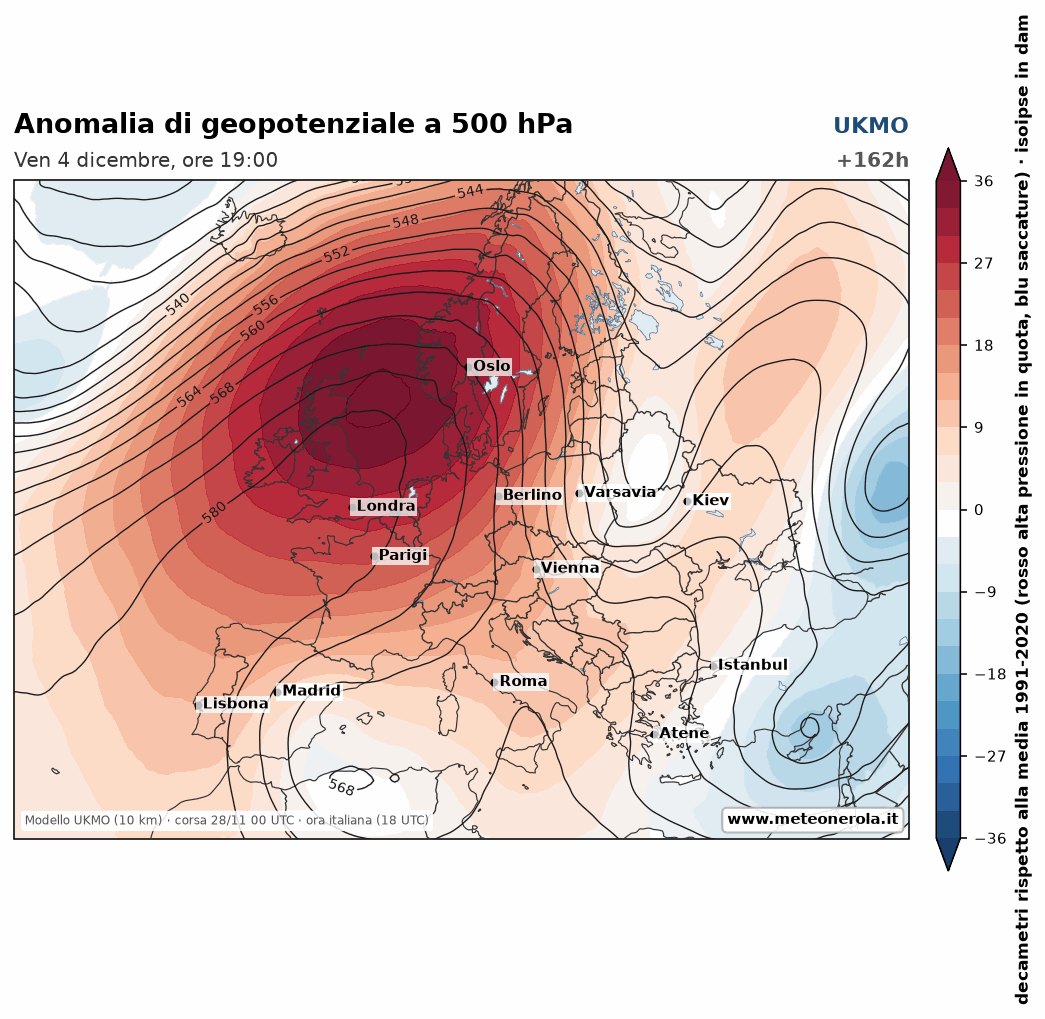 Anomalia di geopotenziale a 500 hPa
UKMO
Ven 4 dicembre, ore 19:00
+162h
544
548
552
540
556
560
564
568
580
568
Oslo
Londra
Berlino
Varsavia
Kiev
Parigi
Vienna
Istanbul
Roma
Madrid
Lisbona
Atene
Modello UKMO (10 km) · corsa 28/11 00 UTC · ora italiana (18 UTC)
www.meteonerola.it
36
27
18
9
0
−9
−18
−27
−36
decametri rispetto alla media 1991-2020 (rosso alta pressione in quota, blu saccature) · isoipse in dam